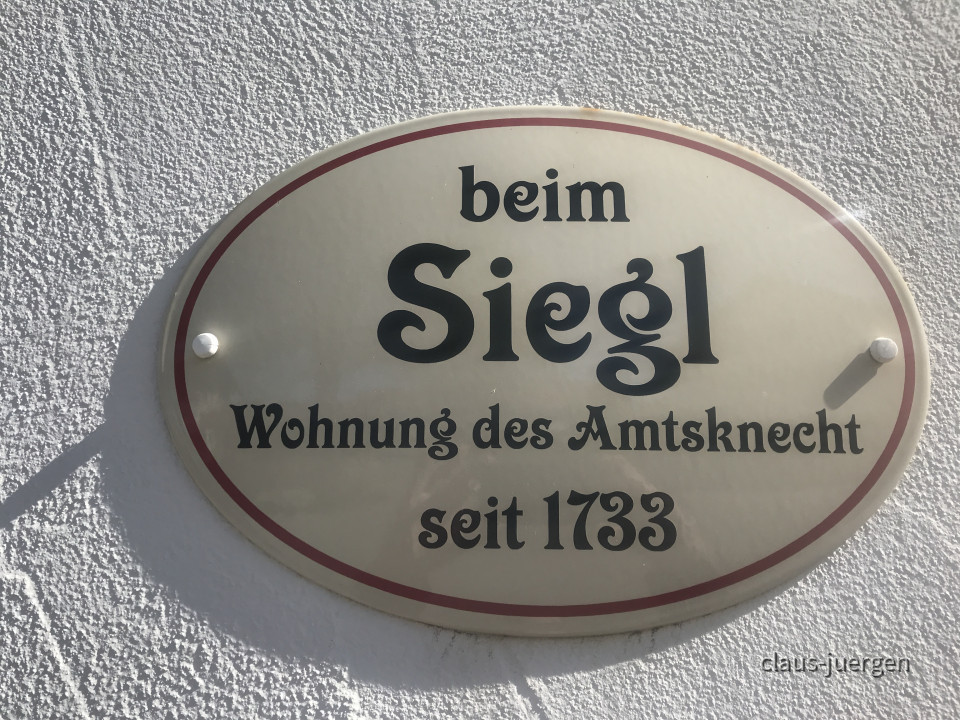 beim
Siegl
Wohnung des Amtsknecht
seit 1733
claus-juergen